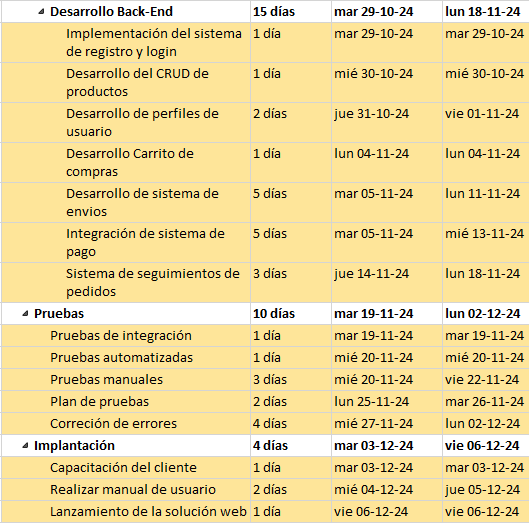 Desarrollo Back-End 15 días mar 29-10-24 lun 18-11-24
Implementación del sistema de registro y login 1 día mar 29-10-24 mar 29-10-24
Desarrollo del CRUD de productos 1 día mié 30-10-24 mié 30-10-24
Desarrollo de perfiles de usuario 2 días jue 31-10-24 vie 01-11-24
Desarrollo Carrito de compras 1 día lun 04-11-24 lun 04-11-24
Desarrollo de sistema de envios 5 días mar 05-11-24 lun 11-11-24
Integración de sistema de pago 5 días mar 05-11-24 mié 13-11-24
Sistema de seguimientos de pedidos 3 días jue 14-11-24 lun 18-11-24
Pruebas 10 días mar 19-11-24 lun 02-12-24
Pruebas de integración 1 día mar 19-11-24 mar 19-11-24
Pruebas automatizadas 1 día mié 20-11-24 mié 20-11-24
Pruebas manuales 3 días mié 20-11-24 vie 22-11-24
Plan de pruebas 2 días lun 25-11-24 mar 26-11-24
Correción de errores 4 días mié 27-11-24 lun 02-12-24
Implantación 4 días mar 03-12-24 vie 06-12-24
Capacitación del cliente 1 día mar 03-12-24 mar 03-12-24
Realizar manual de usuario 2 días mié 04-12-24 jue 05-12-24
Lanzamiento de la solución web 1 día vie 06-12-24 vie 06-12-24